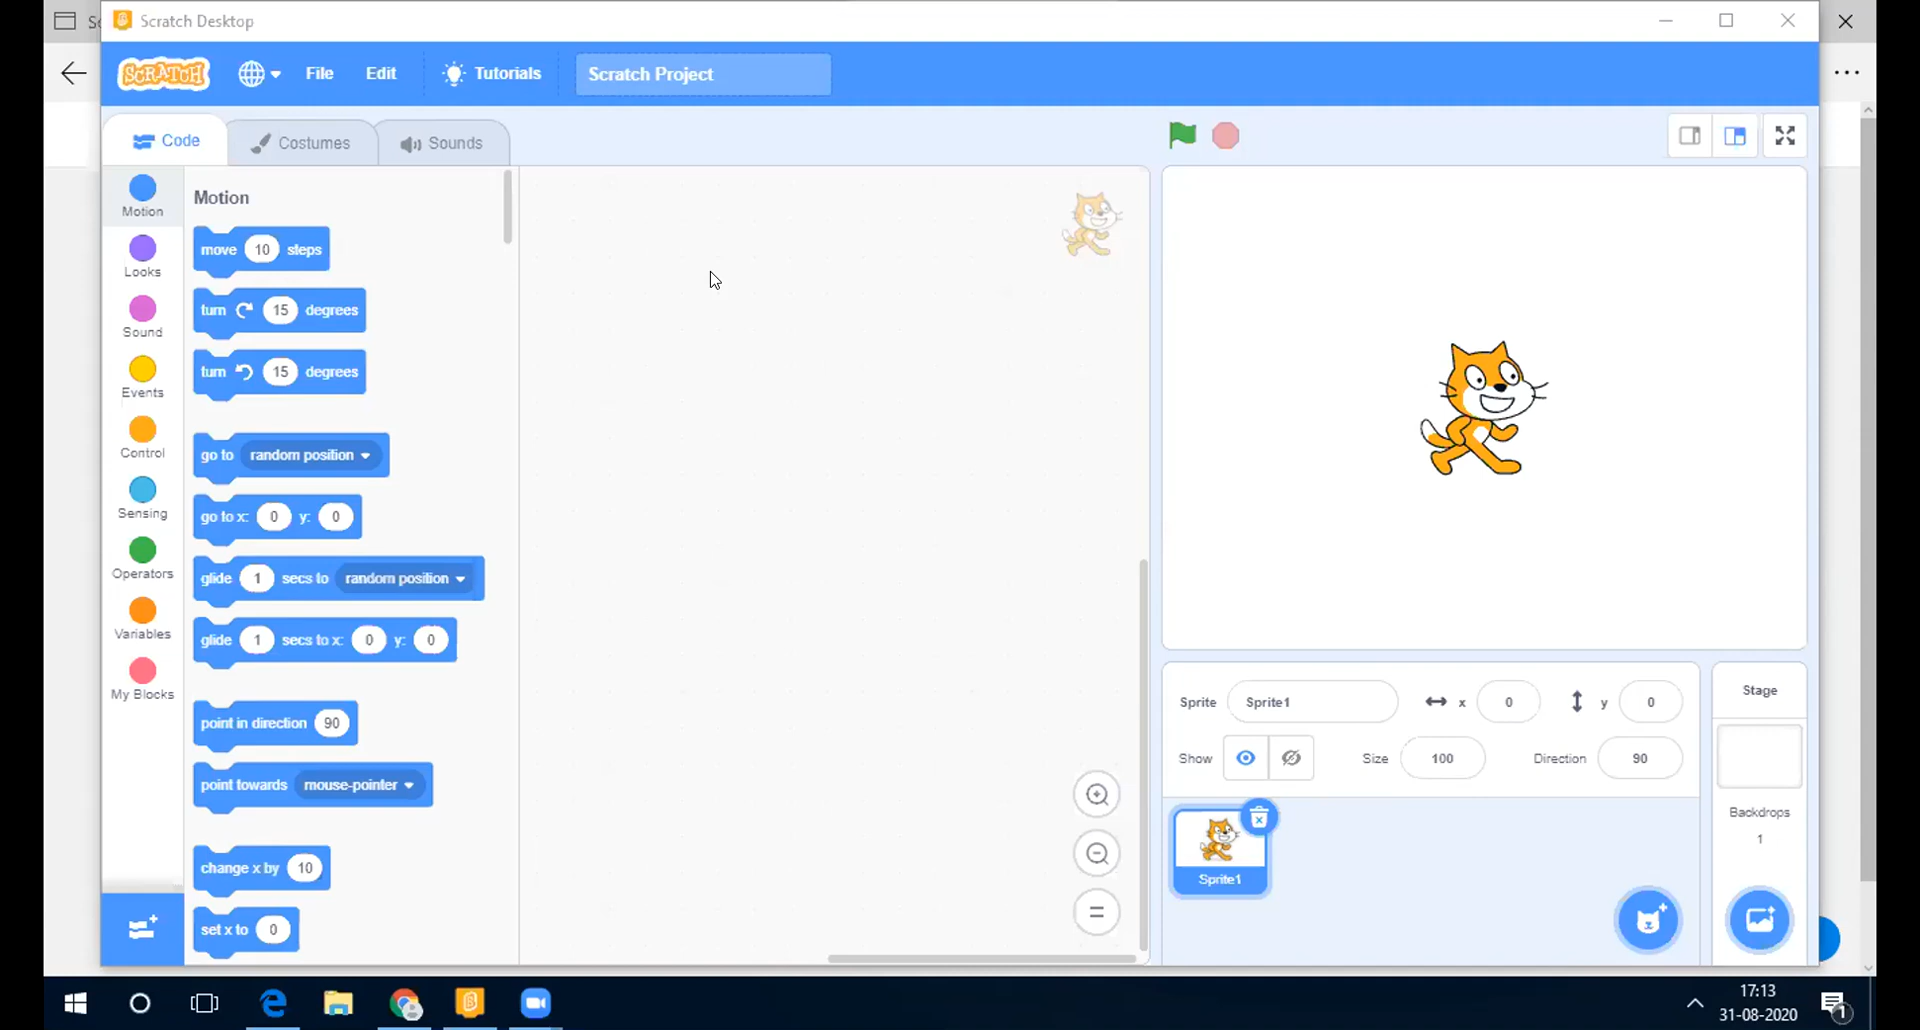 Scratch Desktop
SCRATCH File Edit Tutorials Scratch Project
Code Costumes Sounds
Motion
Looks
Sound
Events
Control
Sensing
Operators
Variables
My Blocks
Motion
move 10 steps
turn 15 degrees
turn 15 degrees
go to random position
go to x: 0 y: 0
glide 1 secs to random position
glide 1 secs to x: 0 y: 0
point in direction 90
point towards mouse-pointer
change x by 10
set x to 0
Sprite Sprite1 x 0 y 0
Show Size 100 Direction 90
Sprite1
Stage
Backdrops
1
17:13
31-08-2020
1